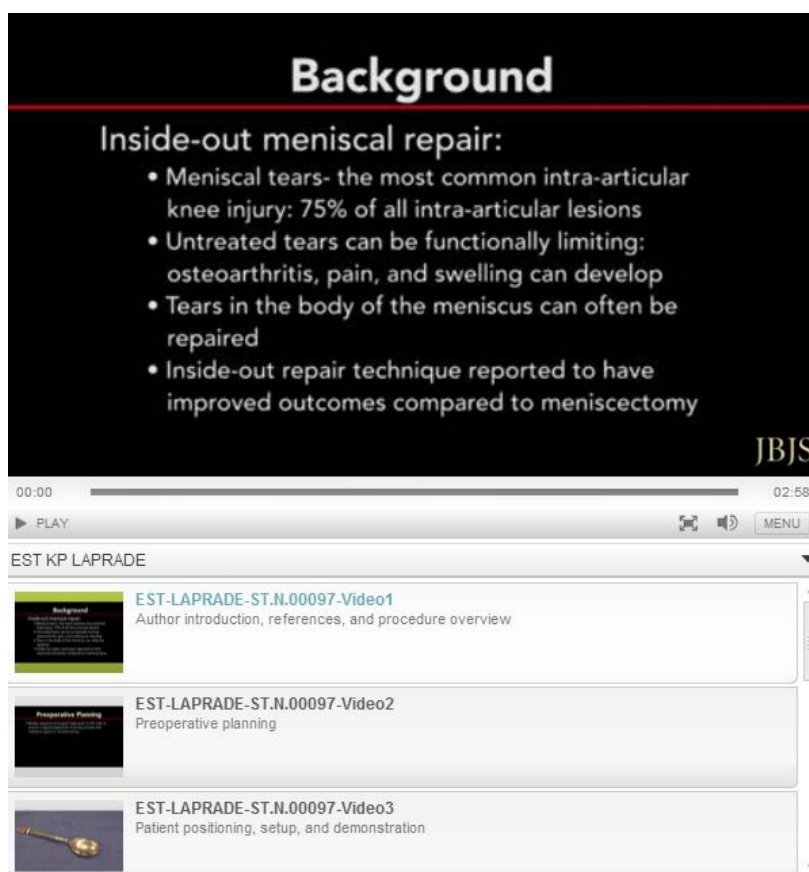 Background
Inside-out meniscal repair:
• Meniscal tears- the most common intra-articular
knee injury: 75% of all intra-articular lesions
• Untreated tears can be functionally limiting:
osteoarthritis, pain, and swelling can develop
• Tears in the body of the meniscus can often be
repaired
• Inside-out repair technique reported to have
improved outcomes compared to meniscectomy
JBJS
00:00
02:58
PLAY
MENU
EST KP LAPRADE
Background
Inside-out meniscal repair:
EST-LAPRADE-ST.N.00097-Video1
Author introduction, references, and procedure overview
Preoperative Planning
EST-LAPRADE-ST.N.00097-Video2
Preoperative planning
EST-LAPRADE-ST.N.00097-Video3
Patient positioning, setup, and demonstration